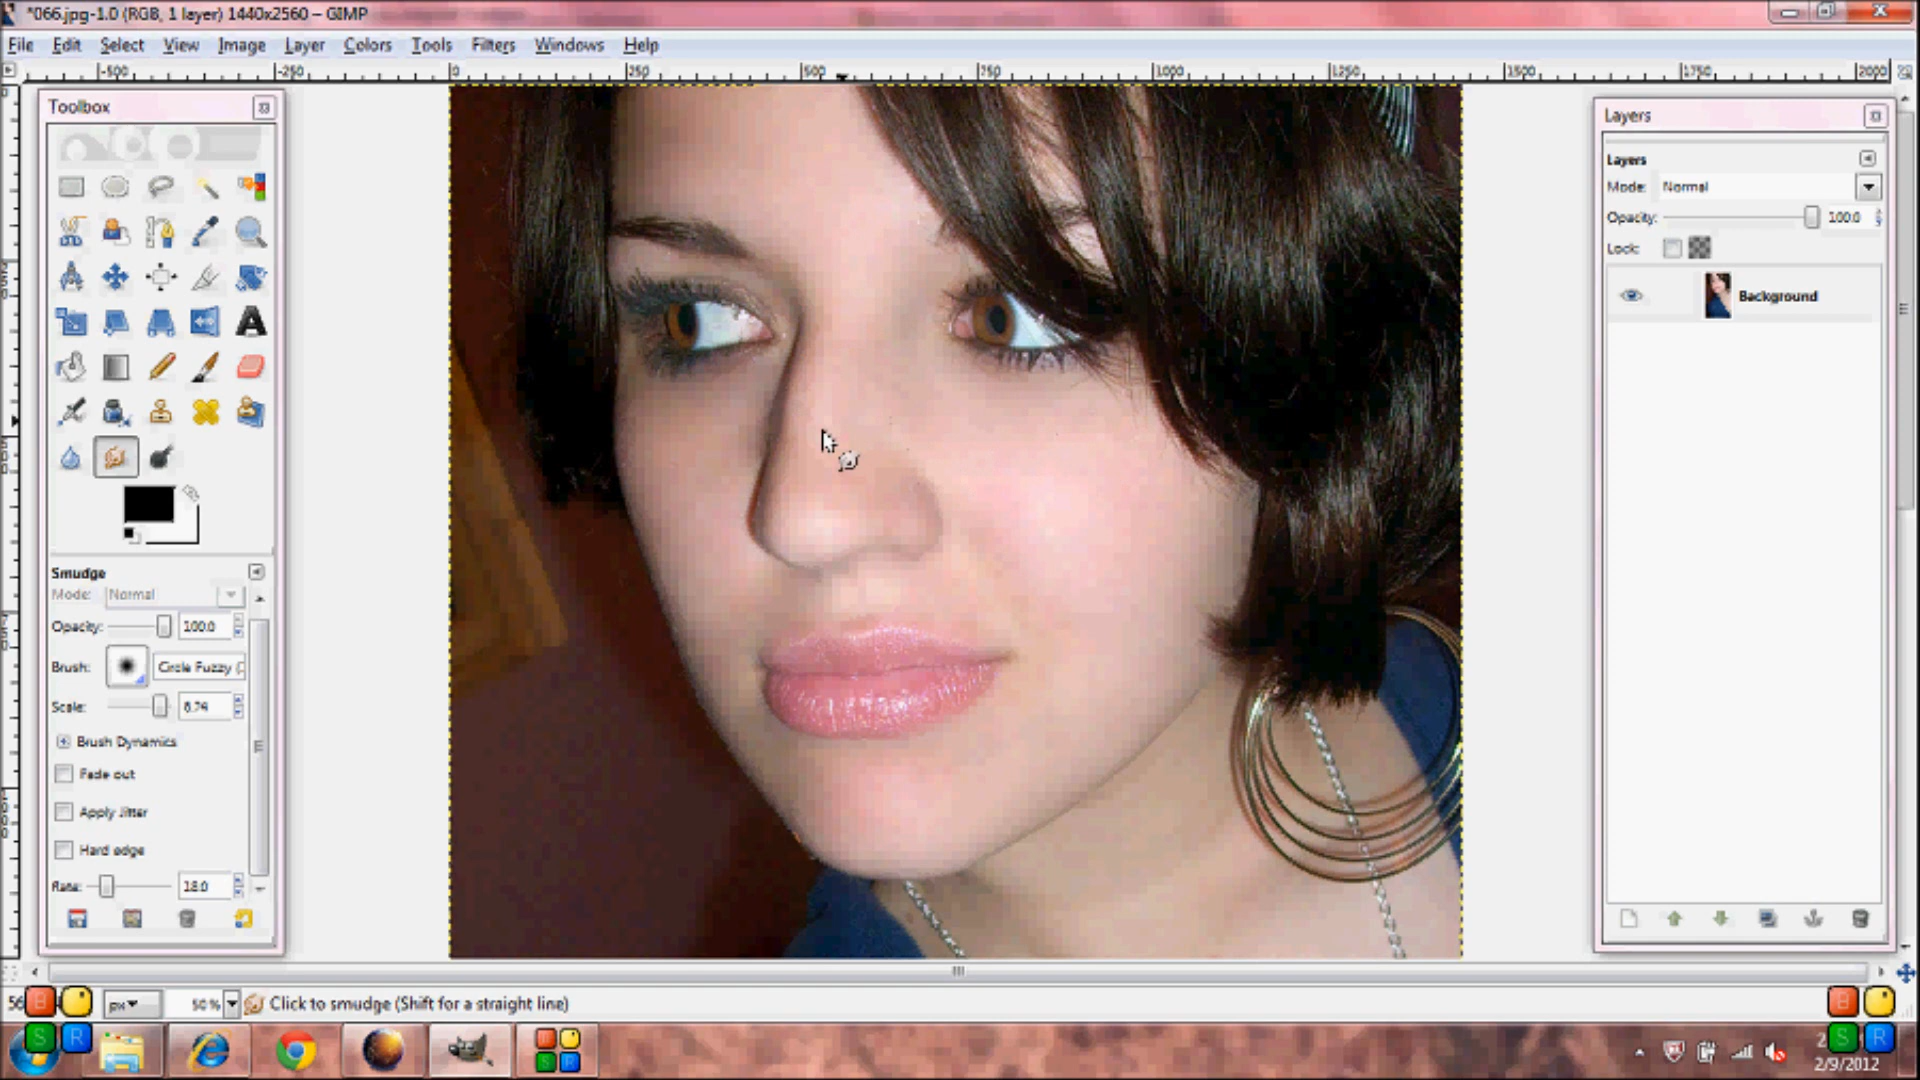 *066.jpg-1.0 (RGB, 1 layer) 1440x2560 – GIMP
File Edit Select View Image Layer Colors Tools Filters Windows Help
-500 -250 0 250 500 750 1000 1250 1500 1750 2000
Toolbox
Smudge
Mode: Normal
Opacity: 100.0
Brush: Circle Fuzzy (
Scale: 8.74
Brush Dynamics
Fade out
Apply Jitter
Hard edge
Rate: 18.0
Layers
Layers
Mode: Normal
Opacity: 100.0
Lock:
Background
px 50 % Click to smudge (Shift for a straight line)
B
S R
B
S R
2/9/2012